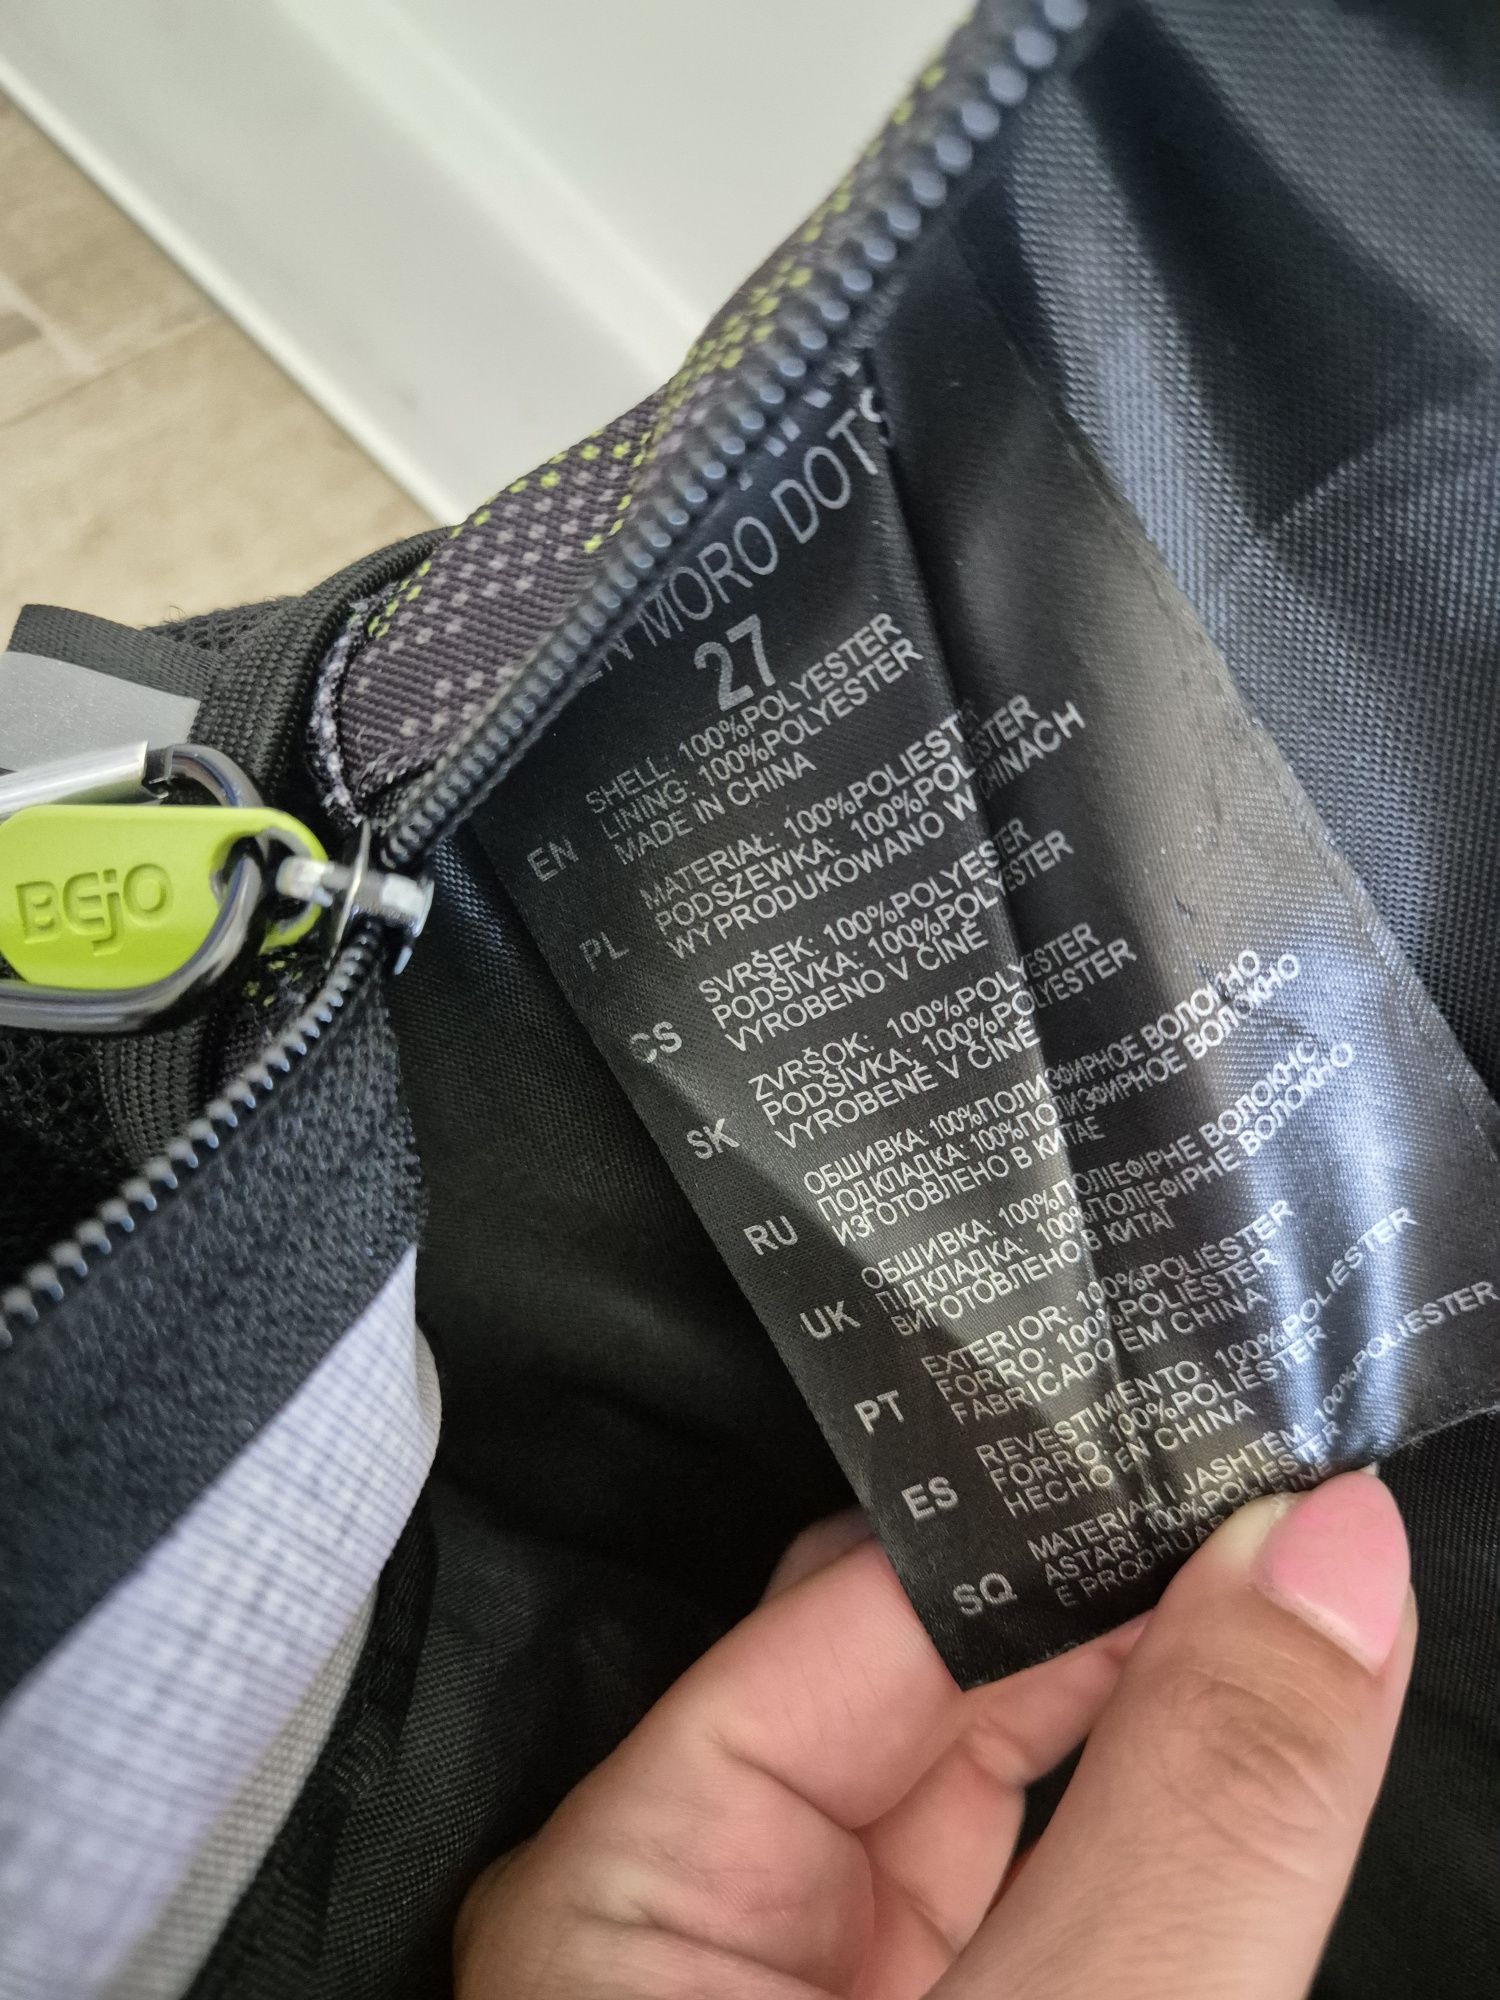 MORO DOTS
27
EN
SHELL: 100%POLYESTER
LINING: 100%POLYESTER
MADE IN CHINA
PL
MATERIAŁ: 100%POLIESTER
PODSZEWKA: 100%POLIESTER
WYPRODUKOWANO W CHINACH
CS
SVRŠEK: 100%POLYESTER
PODŠÍVKA: 100%POLYESTER
VYROBENO V ČÍNĚ
SK
ZVRŠOK: 100%POLYESTER
PODŠÍVKA: 100%POLYESTER
VYROBENÉ V ČÍNE
RU
ОБШИВКА: 100%ПОЛИЭФИРНОЕ ВОЛОКНО
ПОДКЛАДКА: 100%ПОЛИЭФИРНОЕ ВОЛОКНО
ИЗГОТОВЛЕНО В КИТАЕ
UK
ОБШИВКА: 100%ПОЛІЕФІРНЕ ВОЛОКНО
ПІДКЛАДКА: 100%ПОЛІЕФІРНЕ ВОЛОКНО
ВИГОТОВЛЕНО В КИТАЇ
PT
EXTERIOR: 100%POLIÉSTER
FORRO: 100%POLIÉSTER
FABRICADO EM CHINA
ES
REVESTIMIENTO: 100%POLIÉSTER
FORRO: 100%POLIÉSTER
HECHO EN CHINA
SQ
MATERIALI I JASHTËM: 100%POLIESTER
ASTARI: 100%POLIESTER
E PRODHUAR
BEjO